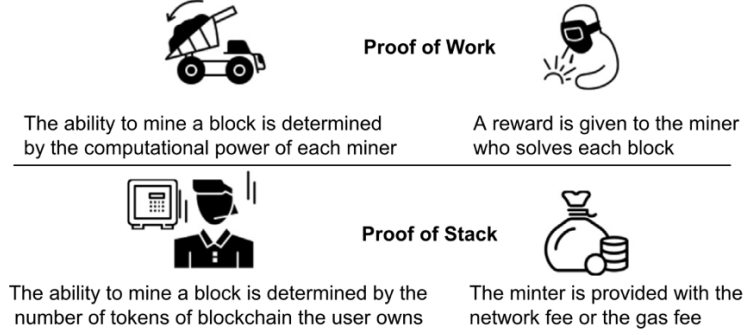 Proof of Work
The ability to mine a block is determined
by the computational power of each miner
A reward is given to the miner
who solves each block
Proof of Stack
The ability to mine a block is determined by the
number of tokens of blockchain the user owns
The minter is provided with the
network fee or the gas fee